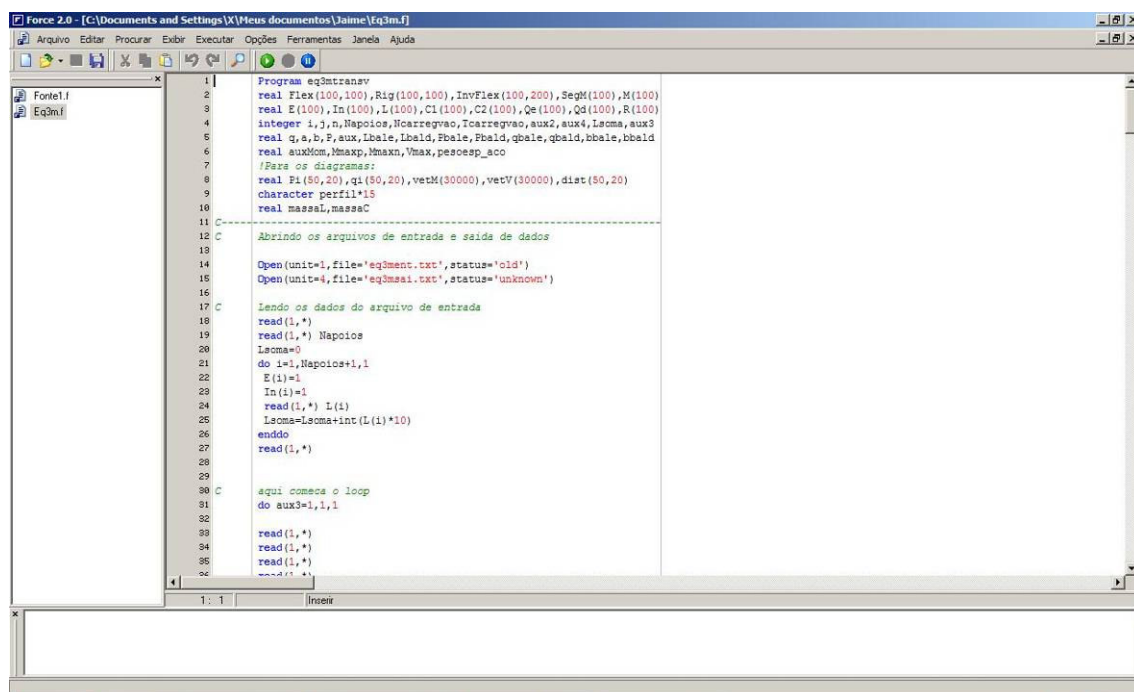 Force 2.0 - [C:\Documents and Settings\X\Meus documentos\Jaime\Eq3m.f]
Arquivo Editar Procurar Exibir Executar Opções Ferramentas Janela Ajuda
Fonte1.f
Eq3m.f
1 Program eq3mtransv
2 real Flex(100,100),Rig(100,100),InvFlex(100,200),SegM(100),M(100)
3 real E(100),In(100),L(100),C1(100),C2(100),Qe(100),Qd(100),R(100)
4 integer i,j,n,Napoios,Ncarregvao,Tcarregvao,aux2,aux4,Lsoma,aux3
5 real q,a,b,P,aux,Lbale,Lbald,Pbale,Pbald,qbale,qbald,bbale,bbald
6 real auxMom,Mmaxp,Mmaxn,Vmax,pesoesp_aco
7 !Para os diagramas:
8 real Pi(50,20),qi(50,20),vetM(30000),vetV(30000),dist(50,20)
9 character perfil*15
10 real massaL,massaC
11 C-----------------------------------------------------------------
12 C Abrindo os arquivos de entrada e saida de dados
13
14 Open(unit=1,file='eq3ment.txt',status='old')
15 Open(unit=4,file='eq3msai.txt',status='unknown')
16
17 C Lendo os dados do arquivo de entrada
18 read(1,*)
19 read(1,*) Napoios
20 Lsoma=0
21 do i=1,Napoios+1,1
22 E(i)=1
23 In(i)=1
24 read(1,*) L(i)
25 Lsoma=Lsoma+int(L(i)*10)
26 enddo
27 read(1,*)
28
29
30 C aqui comeca o loop
31 do aux3=1,1,1
32
33 read(1,*)
34 read(1,*)
35 read(1,*)
36 read(1,*)
1: 1 Inserir